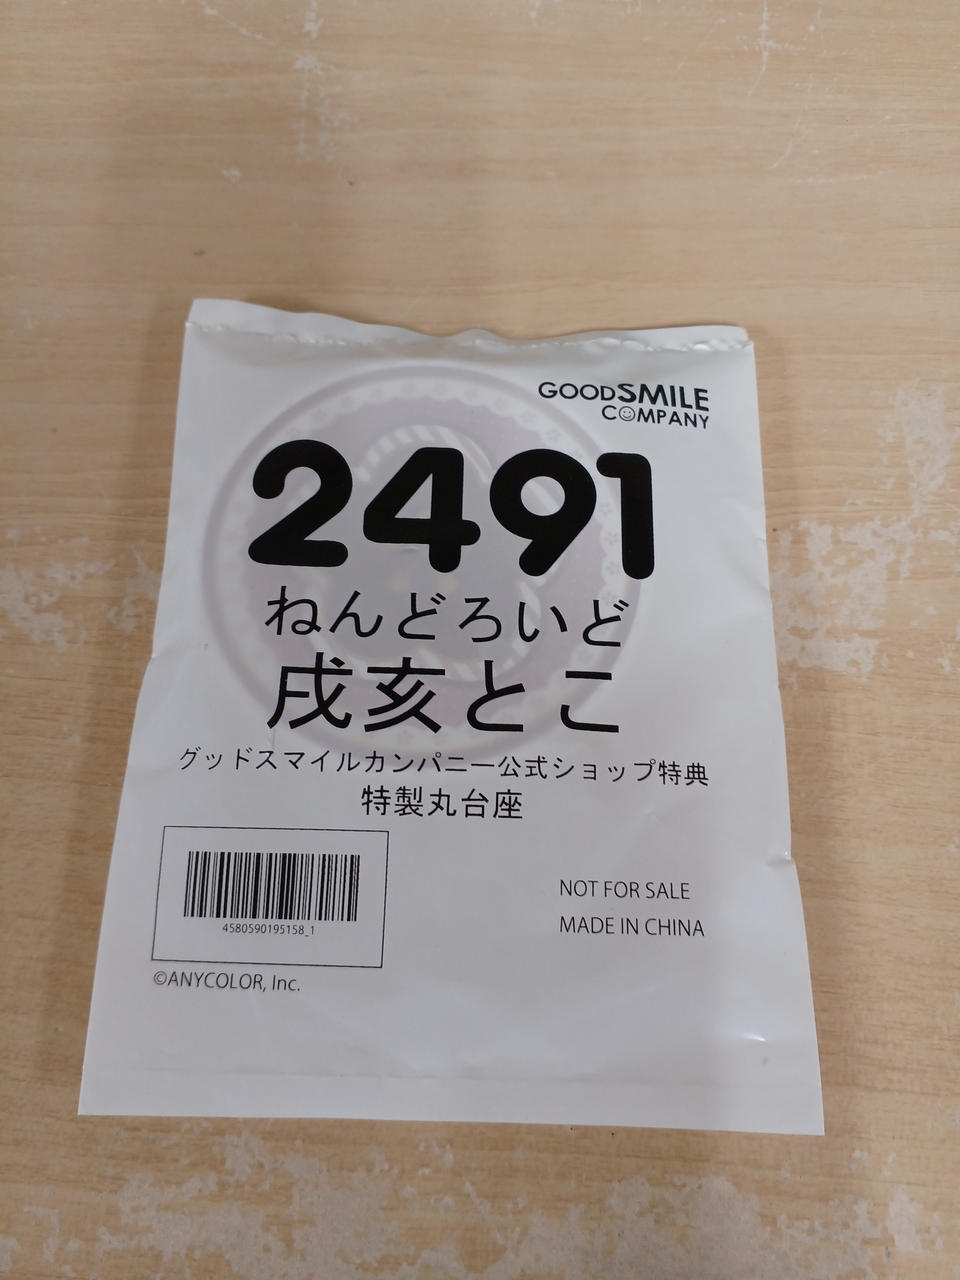 GOODSMILE
COMPANY
2491
ねんどろいど
戌亥とこ
グッドスマイルカンパニー公式ショップ特典
特製丸台座
4580590195158_1
NOT FOR SALE
MADE IN CHINA
©ANYCOLOR, Inc.